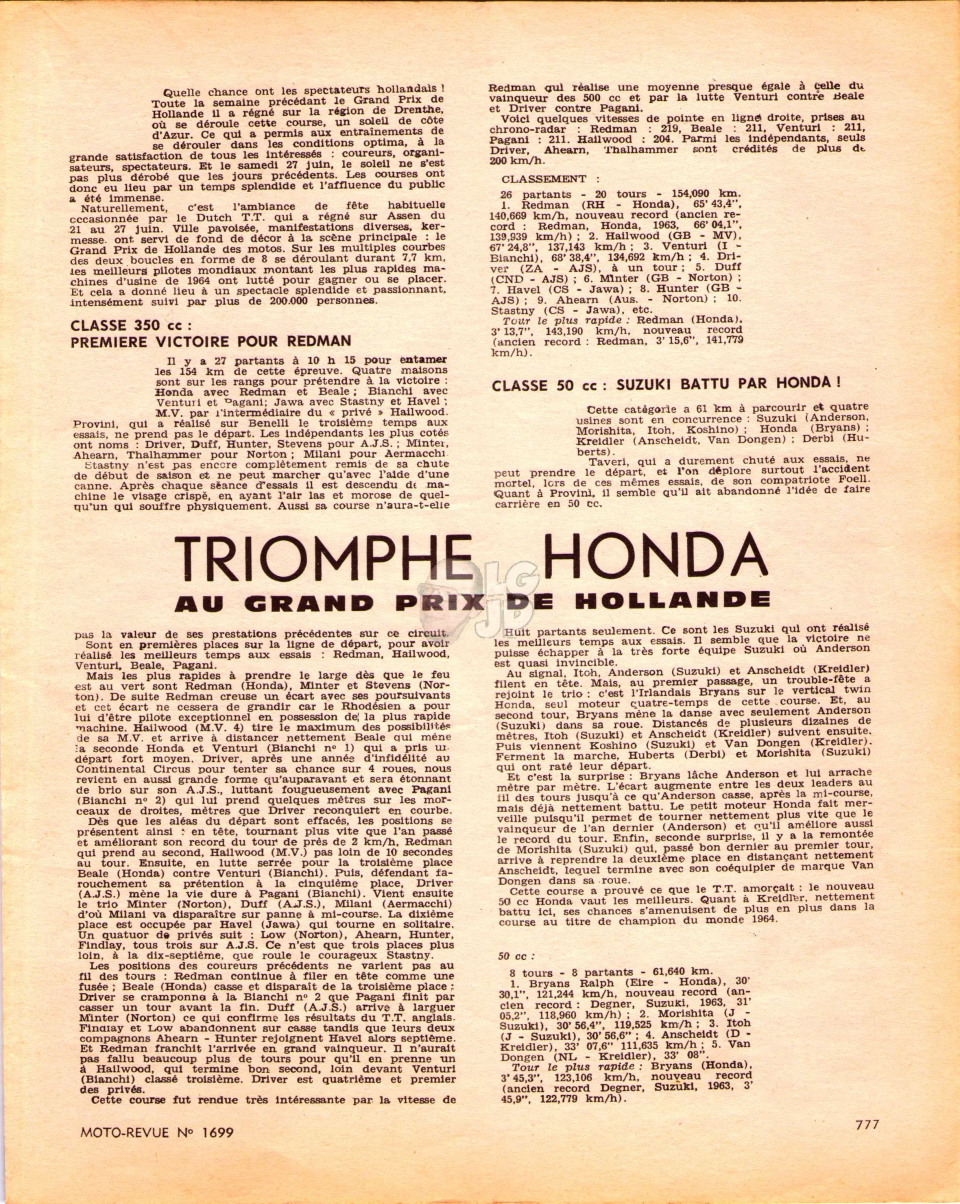 Quelle chance ont les spectateurs hollandais !
Toute la semaine précédant le Grand Prix de
Hollande il a régné sur la région de Drenthe,
où se déroule cette course, un soleil de côte
d'Azur. Ce qui a permis aux entraînements de
se dérouler dans les conditions optima, à la
grande satisfaction de tous les intéressés : coureurs, organi-
sateurs, spectateurs. Et le samedi 27 juin, le soleil ne s'est
pas plus dérobé que les jours précédents. Les courses ont
donc eu lieu par un temps splendide et l'affluence du public
a été immense.
Naturellement, c'est l'ambiance de fête habituelle
occasionnée par le Dutch T.T. qui a régné sur Assen du
21 au 27 juin. Ville pavoisée, manifestations diverses, ker-
messe. ont servi de fond de décor à la scène principale : le
Grand Prix de Hollande des motos. Sur les multiples courbes
des deux boucles en forme de 8 se déroulant durant 7,7 km,
les meilleurs pilotes mondiaux montant les plus rapides ma-
chines d'usine de 1964 ont lutté pour gagner ou se placer.
Et cela a donné lieu à un spectacle splendide et passionnant,
intensément suivi par plus de 200.000 personnes.
CLASSE 350 cc :
PREMIERE VICTOIRE POUR REDMAN
Il y a 27 partants à 10 h 15 pour entamer
les 154 km de cette épreuve. Quatre maisons
sont sur les rangs pour prétendre à la victoire :
Honda avec Redman et Beale ; Bianchi avec
Venturi et Pagani; Jawa avec Stastny et Havel ;
M.V. par l'intermédiaire du « privé » Hailwood.
Provini, qui a réalisé sur Benelli le troisième temps aux
essais, ne prend pas le départ. Les indépendants les plus cotés
ont noms : Driver, Duff, Hunter, Stevens pour A.J.S. ; Minter,
Ahearn, Thalhammer pour Norton ; Milani pour Aermacchi.
Stastny n'est pas encore complètement remis de sa chute
de début de saison et ne peut marcher qu'avec l'aide d'une
canne. Après chaque séance d'essais il est descendu de ma-
chine le visage crispé, en ayant l'air las et morose de quel-
qu'un qui souffre physiquement. Aussi sa course n'aura-t-elle
Redman qui réalise une moyenne presque égale à celle du
vainqueur des 500 cc et par la lutte Venturi contre Beale
et Driver contre Pagani.
Voici quelques vitesses de pointe en ligne droite, prises au
chrono-radar : Redman : 219, Beale : 211, Venturi : 211,
Pagani : 211. Hailwood : 204. Parmi les indépendants, seuls
Driver, Ahearn, Thalhammer sont crédités de plus de
200 km/h.
CLASSEMENT :
26 partants - 20 tours - 154,090 km.
1. Redman (RH - Honda), 65' 43,4",
140,669 km/h, nouveau record (ancien re-
cord : Redman, Honda, 1963, 66' 04,1",
139,939 km/h) ; 2. Hailwood (GB - MV),
67' 24,8", 137,143 km/h ; 3. Venturi (I -
Bianchi), 68' 38,4", 134,692 km/h ; 4. Dri-
ver (ZA - AJS), à un tour ; 5. Duff
(CND - AJS) ; 6. Minter (GB - Norton) ;
7. Havel (CS - Jawa) ; 8. Hunter (GB -
AJS) ; 9. Ahearn (Aus. - Norton) ; 10.
Stastny (CS - Jawa), etc.
Tour le plus rapide : Redman (Honda),
3' 13,7", 143,190 km/h, nouveau record
(ancien record : Redman, 3' 15,6", 141,779
km/h).
CLASSE 50 cc : SUZUKI BATTU PAR HONDA !
Cette catégorie a 61 km à parcourir et quatre
usines sont en concurrence : Suzuki (Anderson,
Morishita, Itoh, Koshino) ; Honda (Bryans) ;
Kreidler (Anscheidt, Van Dongen) ; Derbi (Hu-
berts).
Taveri, qui a durement chuté aux essais, ne
peut prendre le départ, et l'on déplore surtout l'accident
mortel, lors de ces mêmes essais, de son compatriote Foell.
Quant à Provini, il semble qu'il ait abandonné l'idée de faire
carrière en 50 cc.
TRIOMPHE HONDA
AU GRAND PRIX DE HOLLANDE
LG
JB
pas la valeur de ses prestations précédentes sur ce circuit.
Sont en premières places sur la ligne de départ, pour avoir
réalisé les meilleurs temps aux essais : Redman, Hailwood,
Venturi, Beale, Pagani.
Mais les plus rapides à prendre le large dès que le feu
est au vert sont Redman (Honda), Minter et Stevens (Nor-
ton). De suite Redman creuse un écart avec ses poursuivants
et cet écart ne cessera de grandir car le Rhodésien a pour
lui d'être pilote exceptionnel en possession de la plus rapide
machine. Hailwood (M.V. 4) tire le maximum des possibilités
de sa M.V. et arrive à distancer nettement Beale qui mène
la seconde Honda et Venturi (Bianchi n° 1) qui a pris un
départ fort moyen. Driver, après une année d'infidélité au
Continental Circus pour tenter sa chance sur 4 roues, nous
revient en aussi grande forme qu'auparavant et sera étonnant
de brio sur son A.J.S., luttant fougueusement avec Pagani
(Bianchi n° 2) qui lui prend quelques mètres sur les mor-
ceaux de droites, mètres que Driver reconquiert en courbe.
Dès que les aléas du départ sont effacés, les positions se
présentent ainsi : en tête, tournant plus vite que l'an passé
et améliorant son record du tour de près de 2 km/h, Redman
qui prend au second, Hailwood (M.V.) pas loin de 10 secondes
au tour. Ensuite, en lutte serrée pour la troisième place
Beale (Honda) contre Venturi (Bianchi). Puis, défendant fa-
rouchement sa prétention à la cinquième place, Driver
(A.J.S.) mène la vie dure à Pagani (Bianchi). Vient ensuite
le trio Minter (Norton), Duff (A.J.S.), Milani (Aermacchi)
d'où Milani va disparaître sur panne à mi-course. La dixième
place est occupée par Havel (Jawa) qui tourne en solitaire.
Un quatuor de privés suit : Low (Norton), Ahearn, Hunter,
Findlay, tous trois sur A.J.S. Ce n'est que trois places plus
loin, à la dix-septième, que roule le courageux Stastny.
Les positions des coureurs précédents ne varient pas au
fil des tours : Redman continue à filer en tête comme une
fusée ; Beale (Honda) casse et disparaît de la troisième place ;
Driver se cramponne à la Bianchi n° 2 que Pagani finit par
casser un tour avant la fin. Duff (A.J.S.) arrive à larguer
Minter (Norton) ce qui confirme les résultats du T.T. anglais.
Findlay et Low abandonnent sur casse tandis que leurs deux
compagnons Ahearn - Hunter rejoignent Havel alors septième.
Et Redman franchit l'arrivée en grand vainqueur. Il n'aurait
pas fallu beaucoup plus de tours pour qu'il en prenne un
à Hailwood, qui termine bon second, loin devant Venturi
(Bianchi) classé troisième. Driver est quatrième et premier
des privés.
Cette course fut rendue très intéressante par la vitesse de
Huit partants seulement. Ce sont les Suzuki qui ont réalisé
les meilleurs temps aux essais. Il semble que la victoire ne
puisse échapper à la très forte équipe Suzuki où Anderson
est quasi invincible.
Au signal, Itoh, Anderson (Suzuki) et Anscheidt (Kreidler)
filent en tête. Mais, au premier passage, un trouble-fête a
rejoint le trio : c'est l'Irlandais Bryans sur le vertical twin
Honda, seul moteur quatre-temps de cette course. Et, au
second tour, Bryans mène la danse avec seulement Anderson
(Suzuki) dans sa roue. Distancés de plusieurs dizaines de
mètres, Itoh (Suzuki) et Anscheidt (Kreidler) suivent ensuite.
Puis viennent Koshino (Suzuki) et Van Dongen (Kreidler).
Ferment la marche, Huberts (Derbi) et Morishita (Suzuki)
qui ont raté leur départ.
Et c'est la surprise : Bryans lâche Anderson et lui arrache
mètre par mètre. L'écart augmente entre les deux leaders au
fil des tours jusqu'à ce qu'Anderson casse, après la mi-course,
mais déjà nettement battu. Le petit moteur Honda fait mer-
veille puisqu'il permet de tourner nettement plus vite que le
vainqueur de l'an dernier (Anderson) et qu'il améliore aussi
le record du tour. Enfin, seconde surprise, il y a la remontée
de Morishita (Suzuki) qui, passé bon dernier au premier tour,
arrive à reprendre la deuxième place en distançant nettement
Anscheidt, lequel termine avec son coéquipier de marque Van
Dongen dans sa roue.
Cette course a prouvé ce que le T.T. amorçait : le nouveau
50 cc Honda vaut les meilleurs. Quant à Kreidler, nettement
battu ici, ses chances s'amenuisent de plus en plus dans la
course au titre de champion du monde 1964.
50 cc :
8 tours - 8 partants - 61,640 km.
1. Bryans Ralph (Eire - Honda), 30'
30,1", 121,244 km/h, nouveau record (an-
cien record : Degner, Suzuki, 1963, 31'
05,2", 118,960 km/h) ; 2. Morishita (J -
Suzuki), 30' 56,4", 119,525 km/h ; 3. Itoh
(J - Suzuki), 30' 56,6" ; 4. Anscheidt (D -
Kreidler), 33' 07,6" 111,635 km/h ; 5. Van
Dongen (NL - Kreidler), 33' 08".
Tour le plus rapide : Bryans (Honda),
3' 45,3", 123,106 km/h, nouveau record
(ancien record Degner, Suzuki, 1963, 3'
45,9", 122,779 km/h).
MOTO-REVUE N° 1699
777